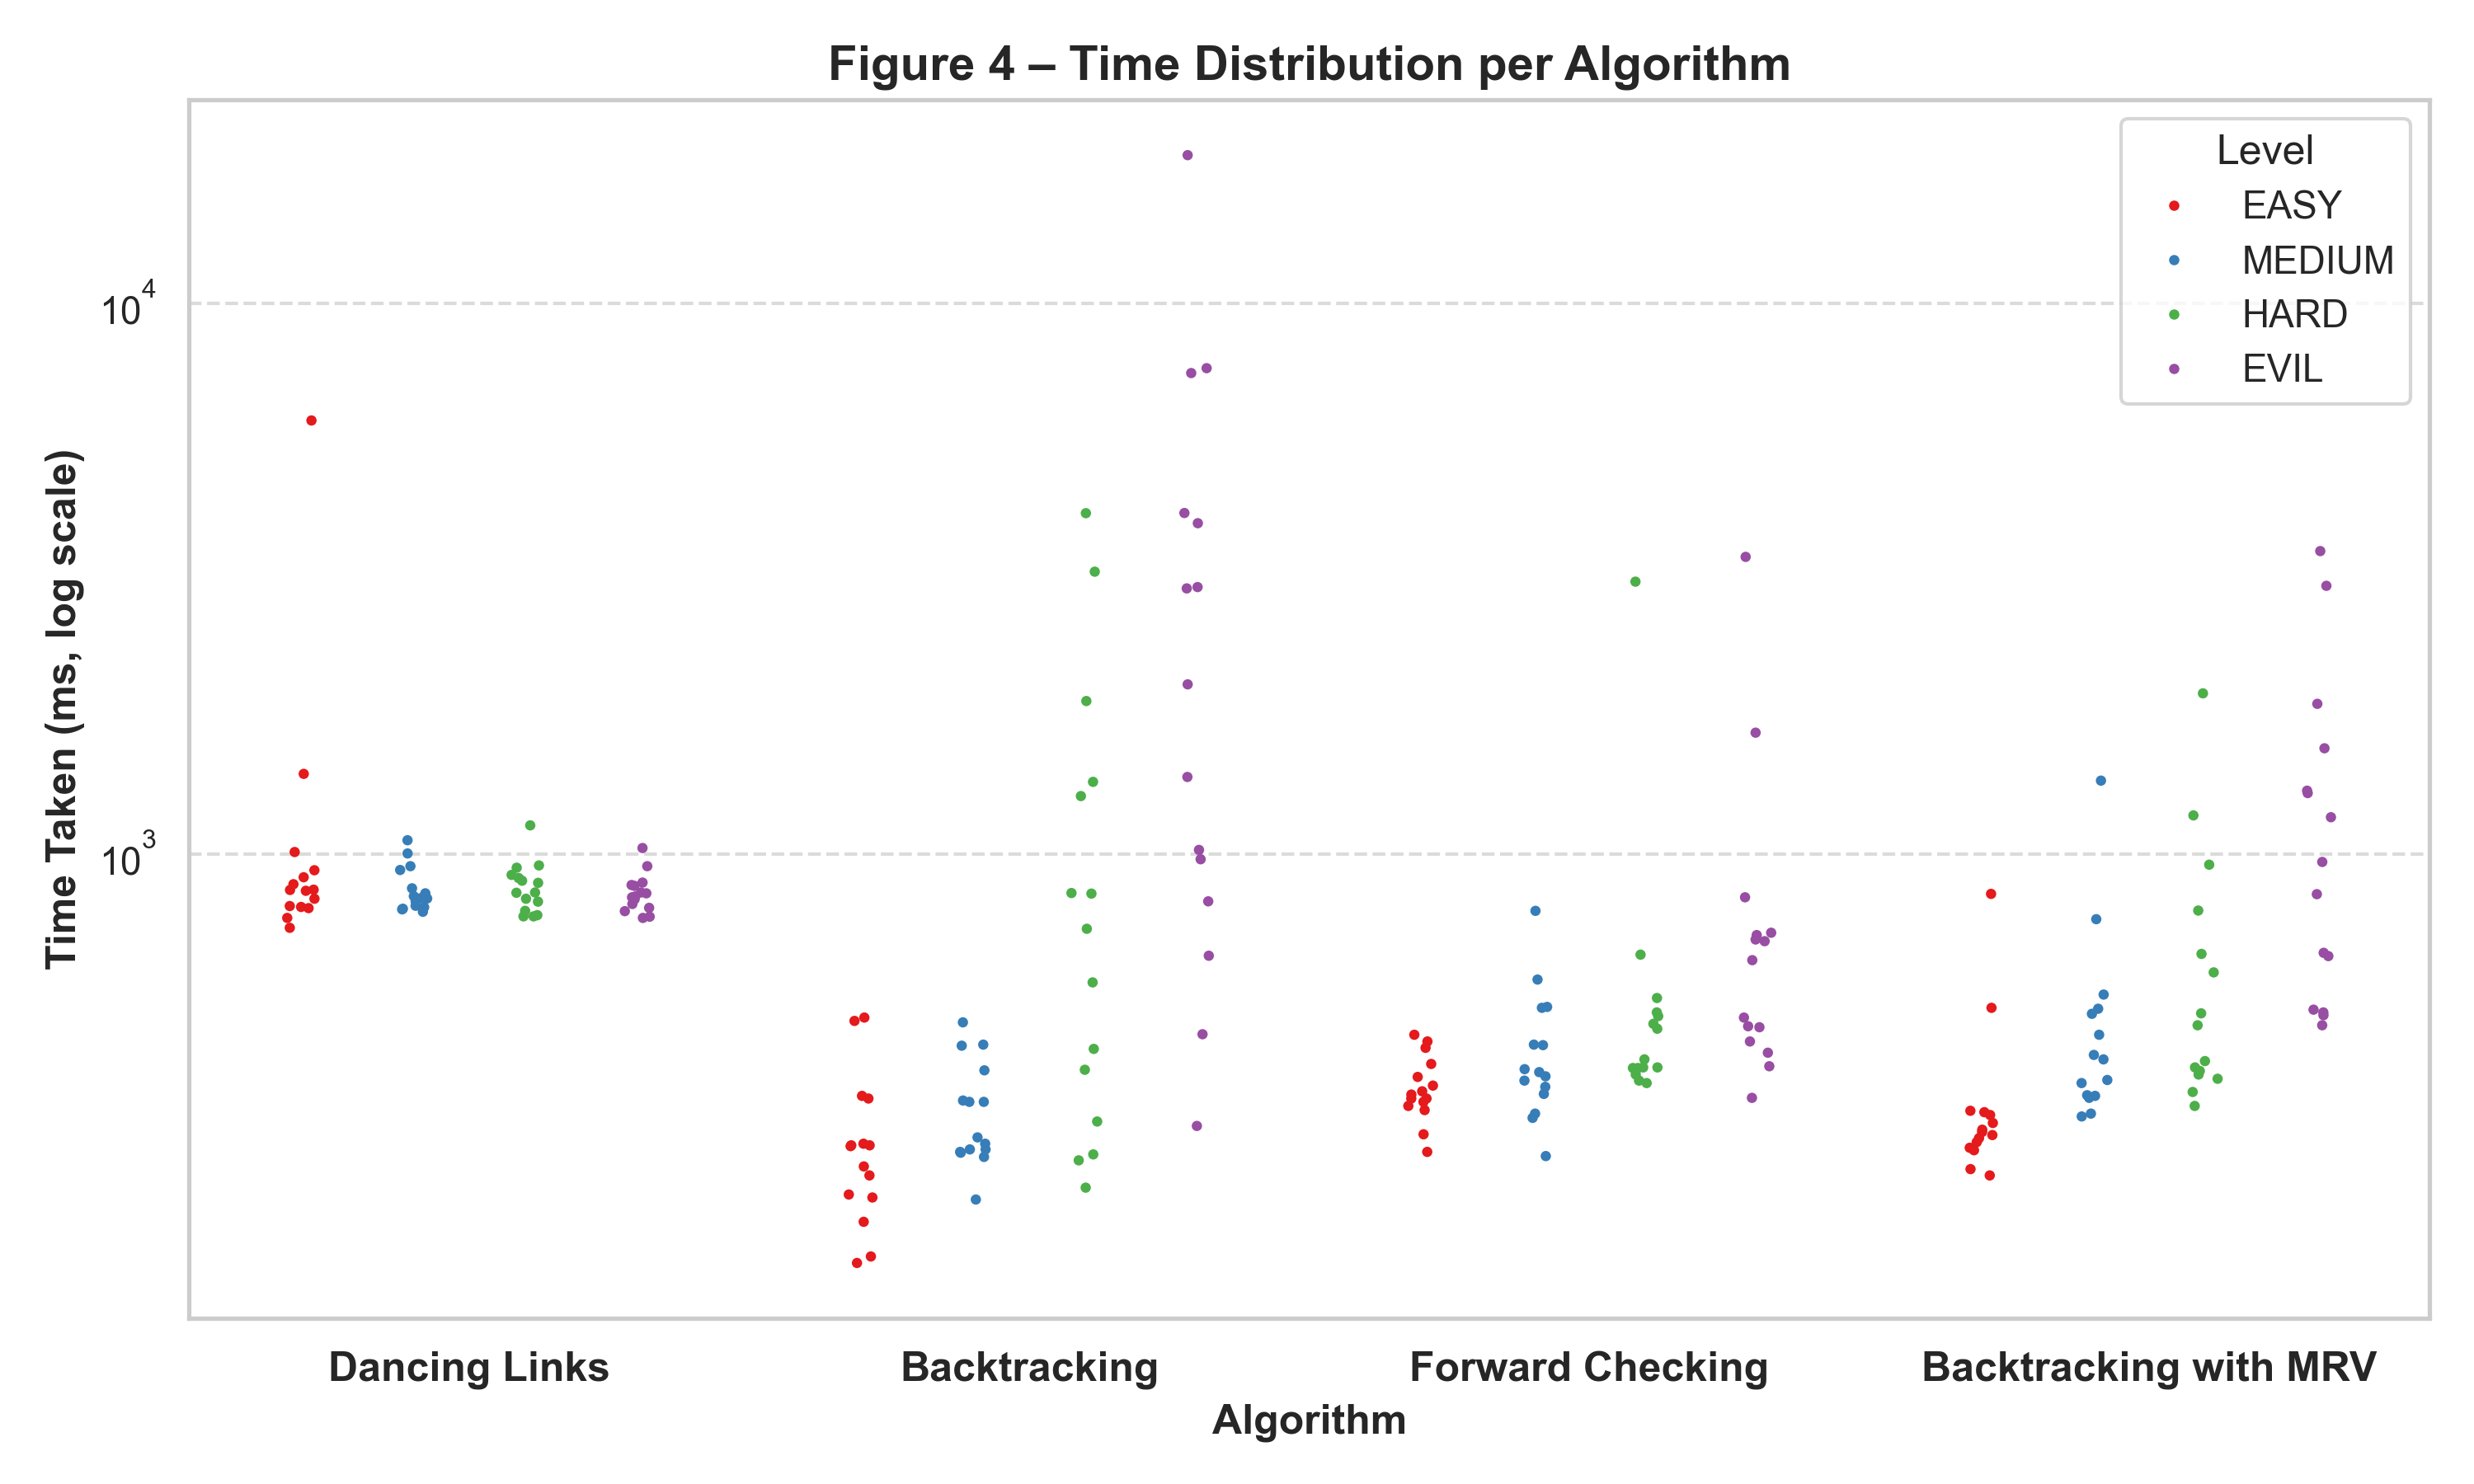 Figure 4 – Time Distribution per Algorithm
Level
EASY
MEDIUM
HARD
EVIL
10^4
10^3
Time Taken (ms, log scale)
Dancing Links
Backtracking
Forward Checking
Backtracking with MRV
Algorithm